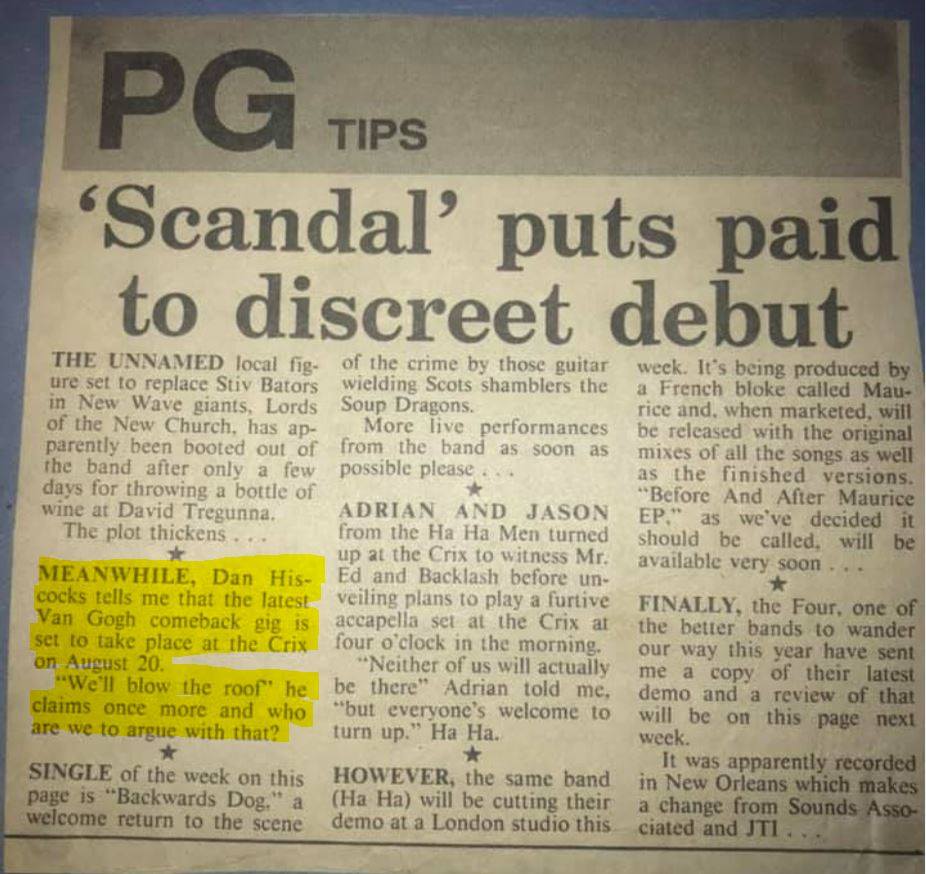 PG TIPS
‘Scandal’ puts paid
to discreet debut
THE UNNAMED local fig-
ure set to replace Stiv Bators
in New Wave giants, Lords
of the New Church, has ap-
parently been booted out of
the band after only a few
days for throwing a bottle of
wine at David Tregunna.
The plot thickens . . .
MEANWHILE, Dan His-
cocks tells me that the latest
Van Gogh comeback gig is
set to take place at the Crix
on August 20.
“We’ll blow the roof” he
claims once more and who
are we to argue with that?
SINGLE of the week on this
page is “Backwards Dog,” a
welcome return to the scene
of the crime by those guitar
wielding Scots shamblers the
Soup Dragons.
More live performances
from the band as soon as
possible please . . .
ADRIAN AND JASON
from the Ha Ha Men turned
up at the Crix to witness Mr.
Ed and Backlash before un-
veiling plans to play a furtive
accapella set at the Crix at
four o’clock in the morning.
“Neither of us will actually
be there” Adrian told me,
“but everyone’s welcome to
turn up.” Ha Ha.
HOWEVER, the same band
(Ha Ha) will be cutting their
demo at a London studio this
week. It’s being produced by
a French bloke called Mau-
rice and, when marketed, will
be released with the original
mixes of all the songs as well
as the finished versions.
“Before And After Maurice
EP,” as we’ve decided it
should be called, will be
available very soon . . .
FINALLY, the Four, one of
the better bands to wander
our way this year have sent
me a copy of their latest
demo and a review of that
will be on this page next
week.
It was apparently recorded
in New Orleans which makes
a change from Sounds Asso-
ciated and JTI . . .